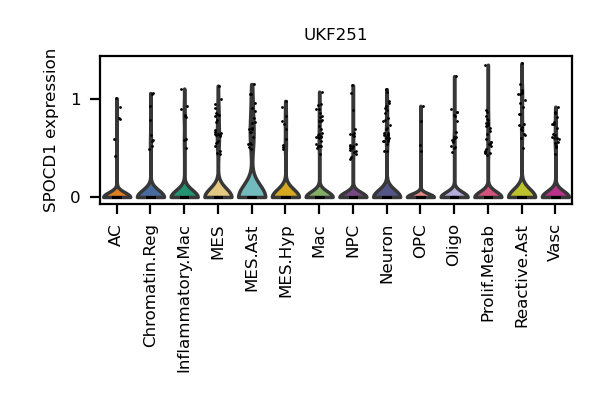 UKF251
SPOCD1 expression
1
0
AC
Chromatin.Reg
Inflammatory.Mac
MES
MES.Ast
MES.Hyp
Mac
NPC
Neuron
OPC
Oligo
Prolif.Metab
Reactive.Ast
Vasc